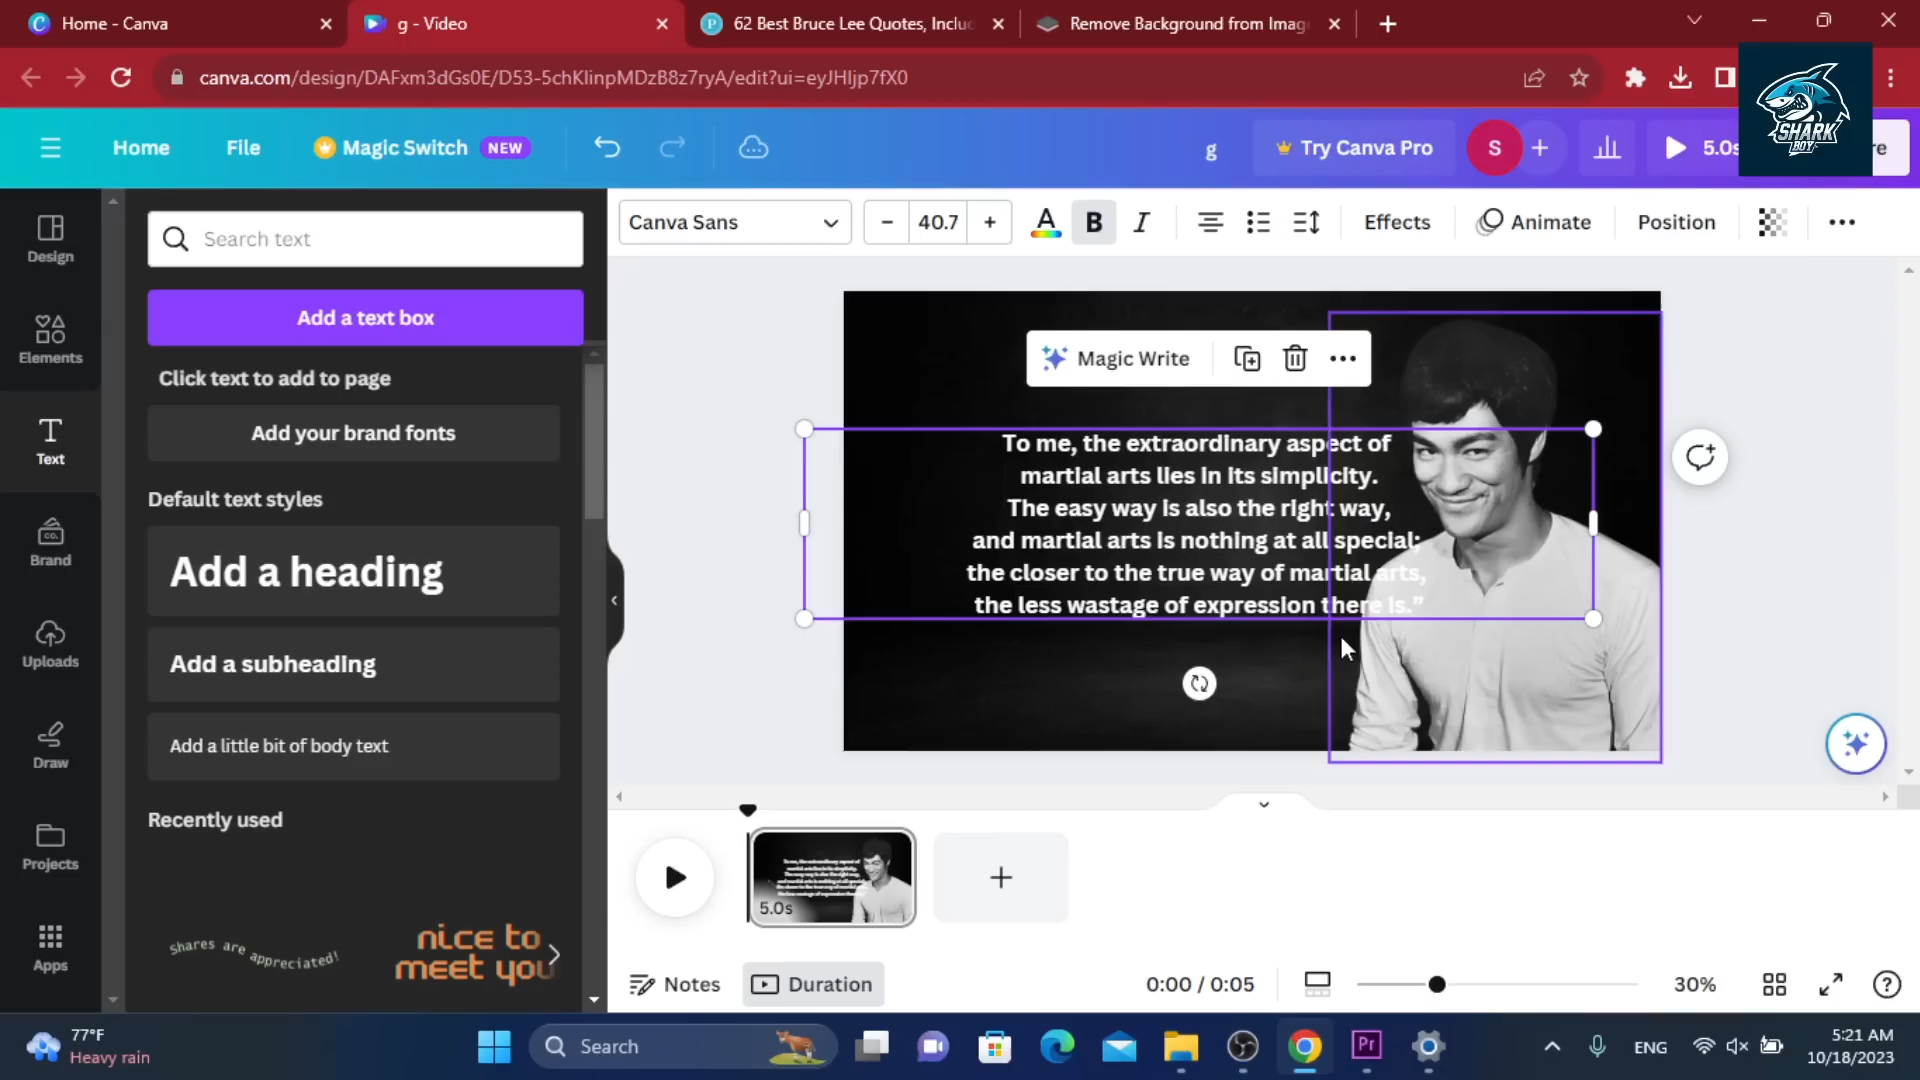 Home - Canva
g - Video
62 Best Bruce Lee Quotes, Inclu
Remove Background from Imag
canva.com/design/DAFxm3dGs0E/D53-5chKlinpMDzB8z7ryA/edit?ui=eyJHIjp7fX0
Home
File
Magic Switch
NEW
g
Try Canva Pro
S
5.0s
re
SHARK
BOY
Design
Elements
Text
Brand
Uploads
Draw
Projects
Apps
Search text
Add a text box
Click text to add to page
Add your brand fonts
Default text styles
Add a heading
Add a subheading
Add a little bit of body text
Recently used
Shares are appreciated!
nice to
meet you
Canva Sans
40.7
A
B
I
Effects
Animate
Position
Magic Write
To me, the extraordinary aspect of
martial arts lies in its simplicity.
The easy way is also the right way,
and martial arts is nothing at all special;
the closer to the true way of martial arts,
the less wastage of expression there is.”
5.0s
Notes
Duration
0:00 / 0:05
30%
77°F
Heavy rain
Search
Pr
ENG
5:21 AM
10/18/2023